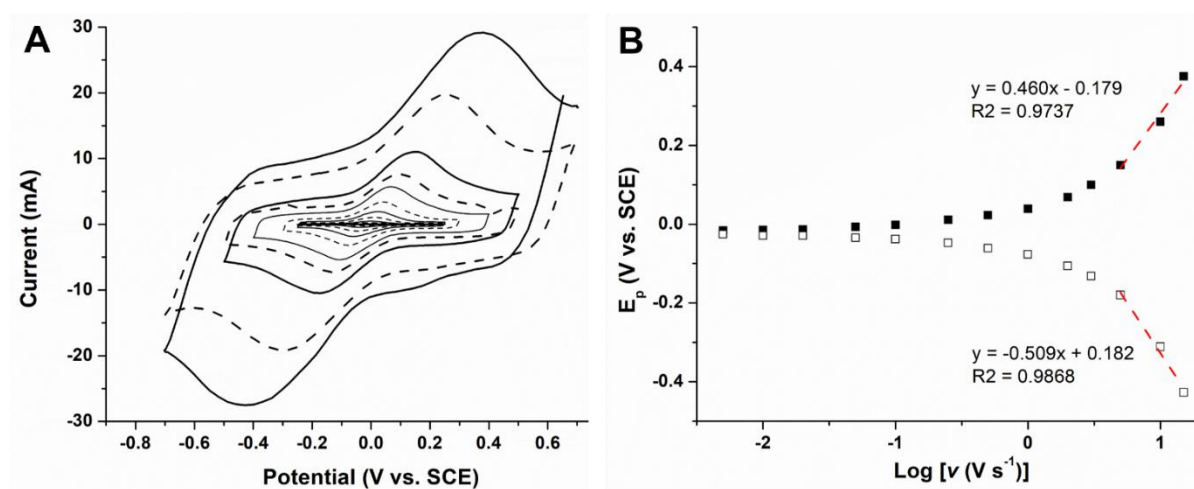 A
30
20
10
0
-10
-20
-30
-0.8 -0.6 -0.4 -0.2 0.0 0.2 0.4 0.6
Current (mA)
Potential (V vs. SCE)
B
0.4
0.2
0.0
-0.2
-0.4
-2 -1 0 1
y = 0.460x - 0.179
R2 = 0.9737
y = -0.509x + 0.182
R2 = 0.9868
Ep (V vs. SCE)
Log [v (V s⁻¹)]